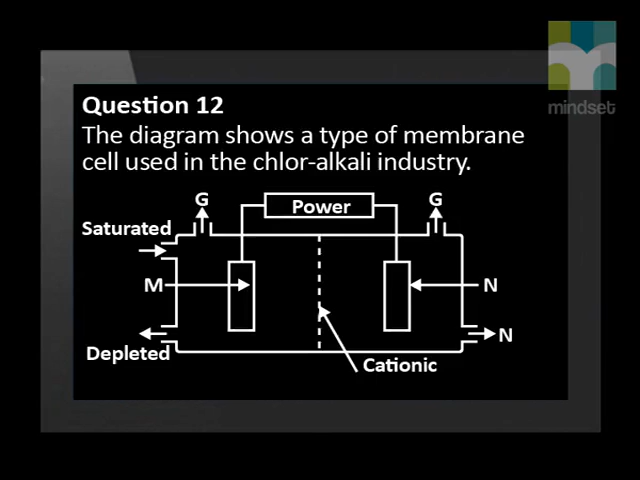 mindset
Question 12
The diagram shows a type of membrane
cell used in the chlor-alkali industry.
G
Power
G
Saturated
M
N
N
Depleted
Cationic